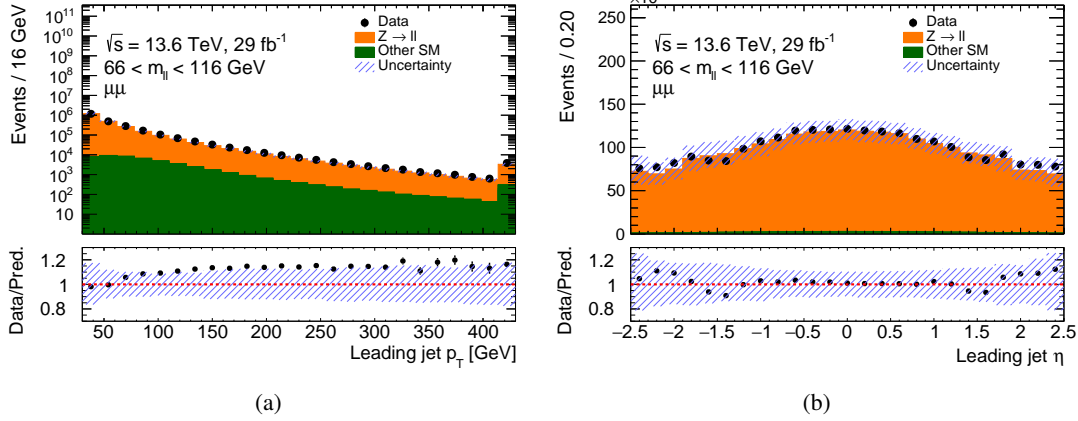 Events / 16 GeV
10¹¹
10¹⁰
10⁹
10⁸
10⁷
10⁶
10⁵
10⁴
10³
10²
10
√s = 13.6 TeV, 29 fb⁻¹
66 < m_ll < 116 GeV
μμ
Data
Z → ll
Other SM
Uncertainty
Data/Pred.
1.2
1
0.8
50 100 150 200 250 300 350 400
Leading jet p_T [GeV]
(a)
Events / 0.20
250
200
150
100
50
0
√s = 13.6 TeV, 29 fb⁻¹
66 < m_ll < 116 GeV
μμ
Data
Z → ll
Other SM
Uncertainty
Data/Pred.
1.2
1
0.8
−2.5 −2 −1.5 −1 −0.5 0 0.5 1 1.5 2 2.5
Leading jet η
(b)